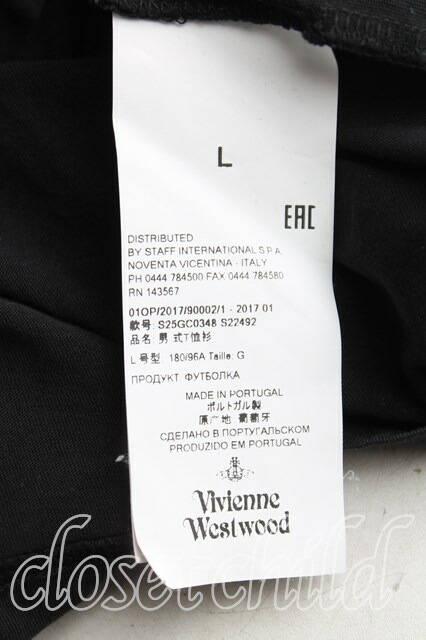 L
EAC
DISTRIBUTED
BY STAFF INTERNATIONAL S.P.A.
NOVENTA VICENTINA - ITALY
PH 0444 784500 FAX 0444 784580
RN 143567
01OP/2017/90002/1 - 2017 01
款号: S25GC0348 S22492
品名: 男 式T恤衫
L 号型 180/96A Taille: G
ПРОДУКТ ФУТБОЛКА
MADE IN PORTUGAL
ポルトガル製
原产地 葡萄牙
СДЕЛАНО В ПОРТУГАЛЬСКОМ
PRODUZIDO EM PORTUGAL
Vivienne
Westwood
closet child